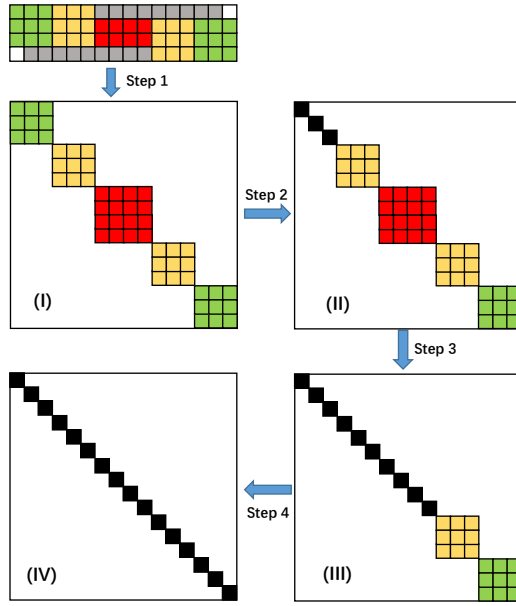 Step 1
(I)
Step 2
(II)
Step 3
(III)
Step 4
(IV)